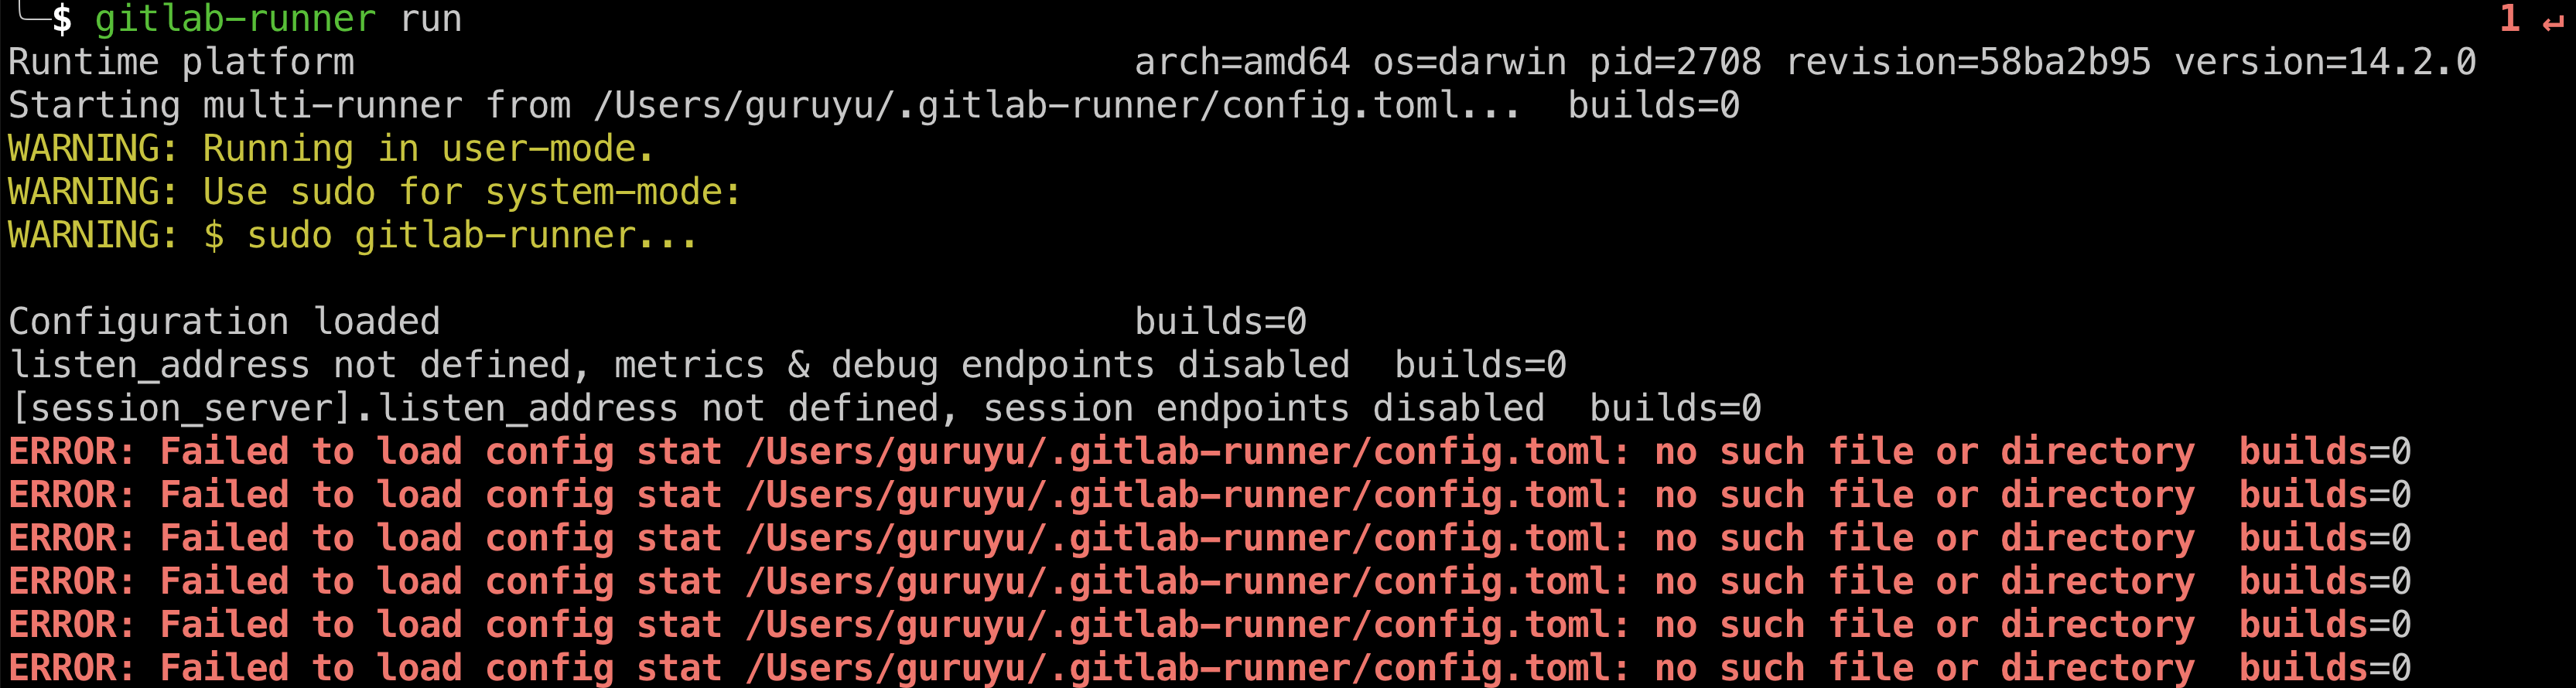 ╰─$ gitlab-runner run 1 ↵
Runtime platform                                    arch=amd64 os=darwin pid=2708 revision=58ba2b95 version=14.2.0
Starting multi-runner from /Users/guruyu/.gitlab-runner/config.toml...  builds=0
WARNING: Running in user-mode.
WARNING: Use sudo for system-mode:
WARNING: $ sudo gitlab-runner...
Configuration loaded                                builds=0
listen_address not defined, metrics & debug endpoints disabled  builds=0
[session_server].listen_address not defined, session endpoints disabled  builds=0
ERROR: Failed to load config stat /Users/guruyu/.gitlab-runner/config.toml: no such file or directory  builds=0
ERROR: Failed to load config stat /Users/guruyu/.gitlab-runner/config.toml: no such file or directory  builds=0
ERROR: Failed to load config stat /Users/guruyu/.gitlab-runner/config.toml: no such file or directory  builds=0
ERROR: Failed to load config stat /Users/guruyu/.gitlab-runner/config.toml: no such file or directory  builds=0
ERROR: Failed to load config stat /Users/guruyu/.gitlab-runner/config.toml: no such file or directory  builds=0
ERROR: Failed to load config stat /Users/guruyu/.gitlab-runner/config.toml: no such file or directory  builds=0